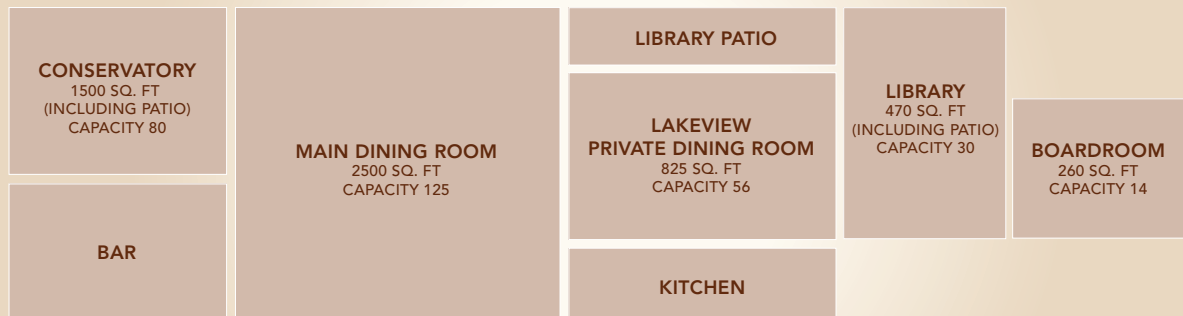 CONSERVATORY
1500 SQ. FT
(INCLUDING PATIO)
CAPACITY 80
BAR
MAIN DINING ROOM
2500 SQ. FT
CAPACITY 125
LIBRARY PATIO
LAKEVIEW
PRIVATE DINING ROOM
825 SQ. FT
CAPACITY 56
KITCHEN
LIBRARY
470 SQ. FT
(INCLUDING PATIO)
CAPACITY 30
BOARDROOM
260 SQ. FT
CAPACITY 14